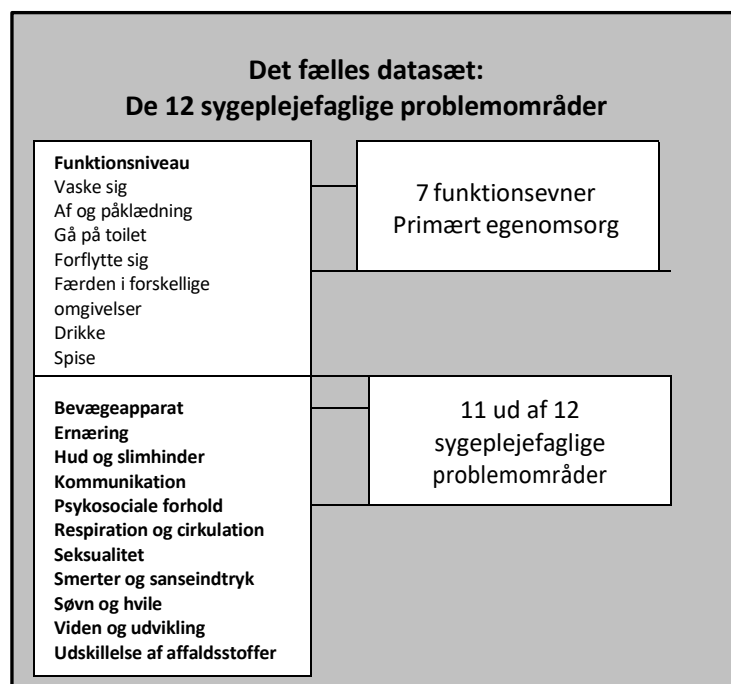 Det fælles datasæt:
De 12 sygeplejefaglige problemområder
Funktionsniveau
Vaske sig
Af og påklædning
Gå på toilet
Forflytte sig
Færden i forskellige
omgivelser
Drikke
Spise
7 funktionsevner
Primært egenomsorg
Bevægeapparat
Ernæring
Hud og slimhinder
Kommunikation
Psykosociale forhold
Respiration og cirkulation
Seksualitet
Smerter og sanseindtryk
Søvn og hvile
Viden og udvikling
Udskillelse af affaldsstoffer
11 ud af 12
sygeplejefaglige
problemområder